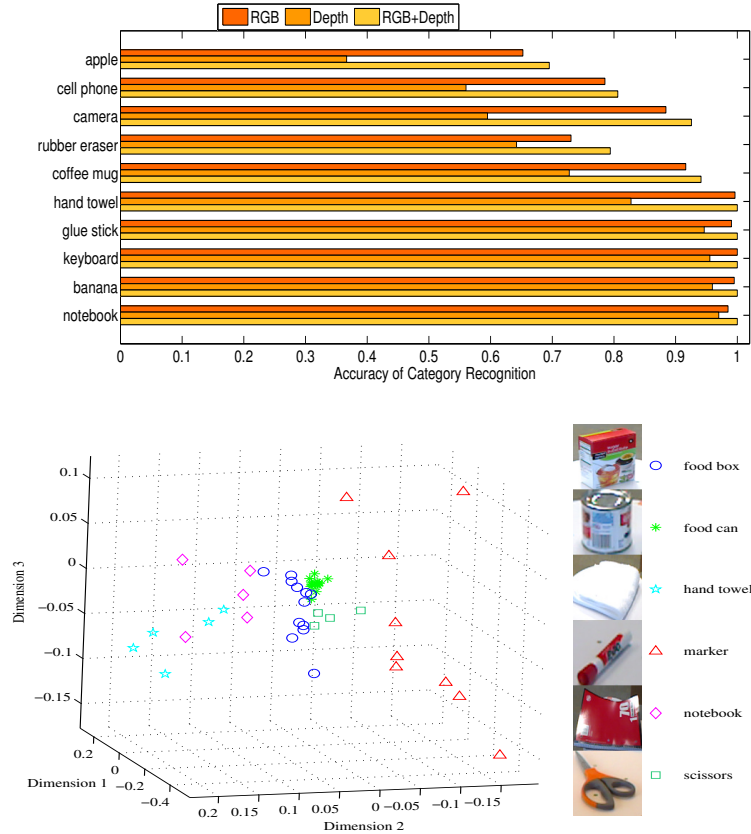 RGB Depth RGB+Depth
apple
cell phone
camera
rubber eraser
coffee mug
hand towel
glue stick
keyboard
banana
notebook
0 0.1 0.2 0.3 0.4 0.5 0.6 0.7 0.8 0.9 1
Accuracy of Category Recognition
0.1
0.05
0
−0.05
−0.1
−0.15
Dimension 3
0.2
0
−0.2
−0.4
Dimension 1
0.2 0.15 0.1 0.05 0 −0.05 −0.1 −0.15
Dimension 2
food box
food can
hand towel
marker
notebook
70
scissors